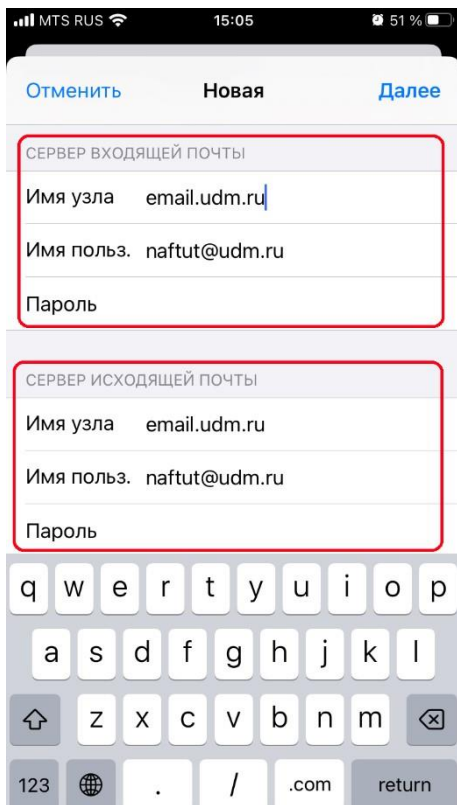 MTS RUS 15:05 51 %
Отменить Новая Далее
СЕРВЕР ВХОДЯЩЕЙ ПОЧТЫ
Имя узла email.udm.ru
Имя польз. naftut@udm.ru
Пароль
СЕРВЕР ИСХОДЯЩЕЙ ПОЧТЫ
Имя узла email.udm.ru
Имя польз. naftut@udm.ru
Пароль
q w e r t y u i o p
a s d f g h j k l
z x c v b n m
123 . / .com return